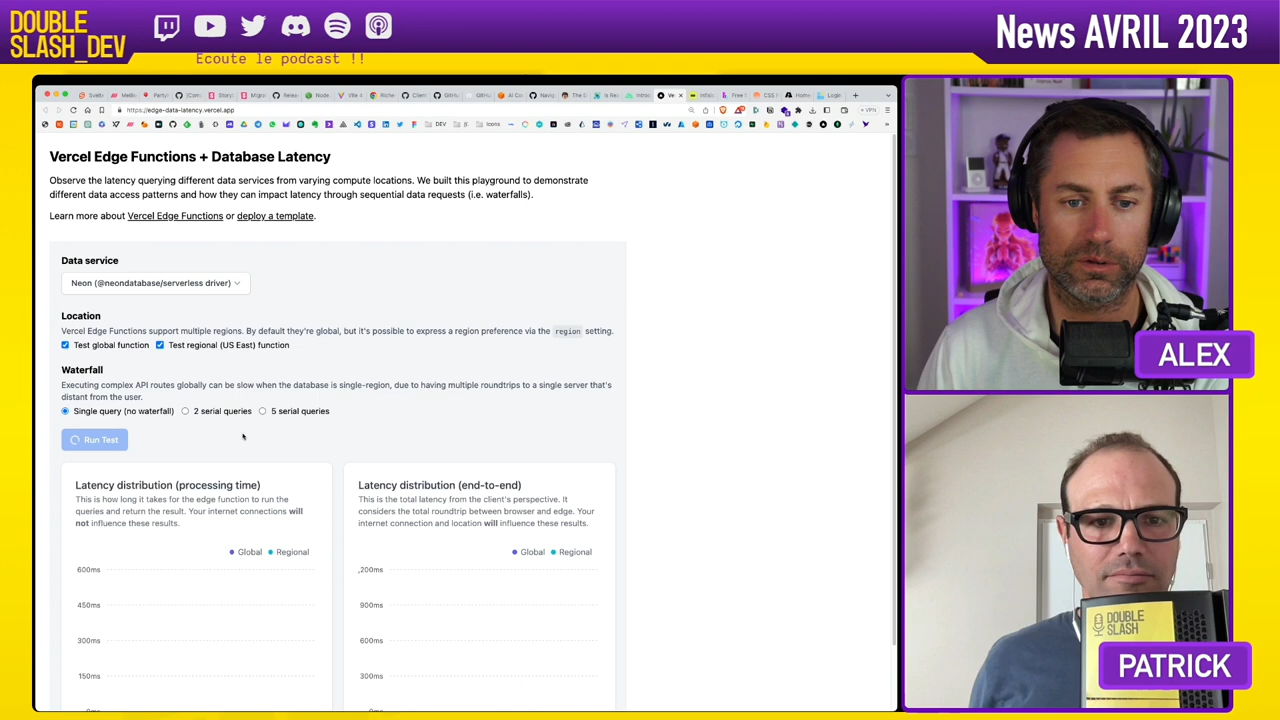 DOUBLE
SLASH_DEV
Ecoute le podcast !!
News AVRIL 2023
https://edge-data-latency.vercel.app
VPN
DEV
Icons
Vercel Edge Functions + Database Latency
Observe the latency querying different data services from varying compute locations. We built this playground to demonstrate
different data access patterns and how they can impact latency through sequential data requests (i.e. waterfalls).
Learn more about Vercel Edge Functions or deploy a template.
Data service
Neon (@neondatabase/serverless driver)
Location
Vercel Edge Functions support multiple regions. By default they're global, but it's possible to express a region preference via the region setting.
Test global function Test regional (US East) function
Waterfall
Executing complex API routes globally can be slow when the database is single-region, due to having multiple roundtrips to a single server that's
distant from the user.
Single query (no waterfall) 2 serial queries 5 serial queries
Run Test
Latency distribution (processing time)
This is how long it takes for the edge function to run the
queries and return the result. Your internet connections will
not influence these results.
Global Regional
600ms
450ms
300ms
150ms
Latency distribution (end-to-end)
This is the total latency from the client's perspective. It
considers the total roundtrip between browser and edge. Your
internet connection and location will influence these results.
Global Regional
,200ms
900ms
600ms
300ms
ALEX
DOUBLE
SLASH
PATRICK